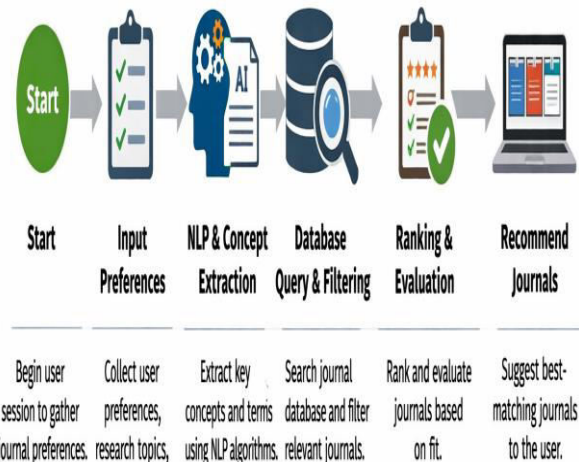 Start
AI
Start
Input
Preferences
NLP & Concept
Extraction
Database
Query & Filtering
Ranking &
Evaluation
Recommend
Journals
Begin user
session to gather
journal preferences.
Collect user
preferences,
research topics,
Extract key
concepts and terms
using NLP algorithms.
Search journal
database and filter
relevant journals.
Rank and evaluate
journals based
on fit.
Suggest best-
matching journals
to the user.